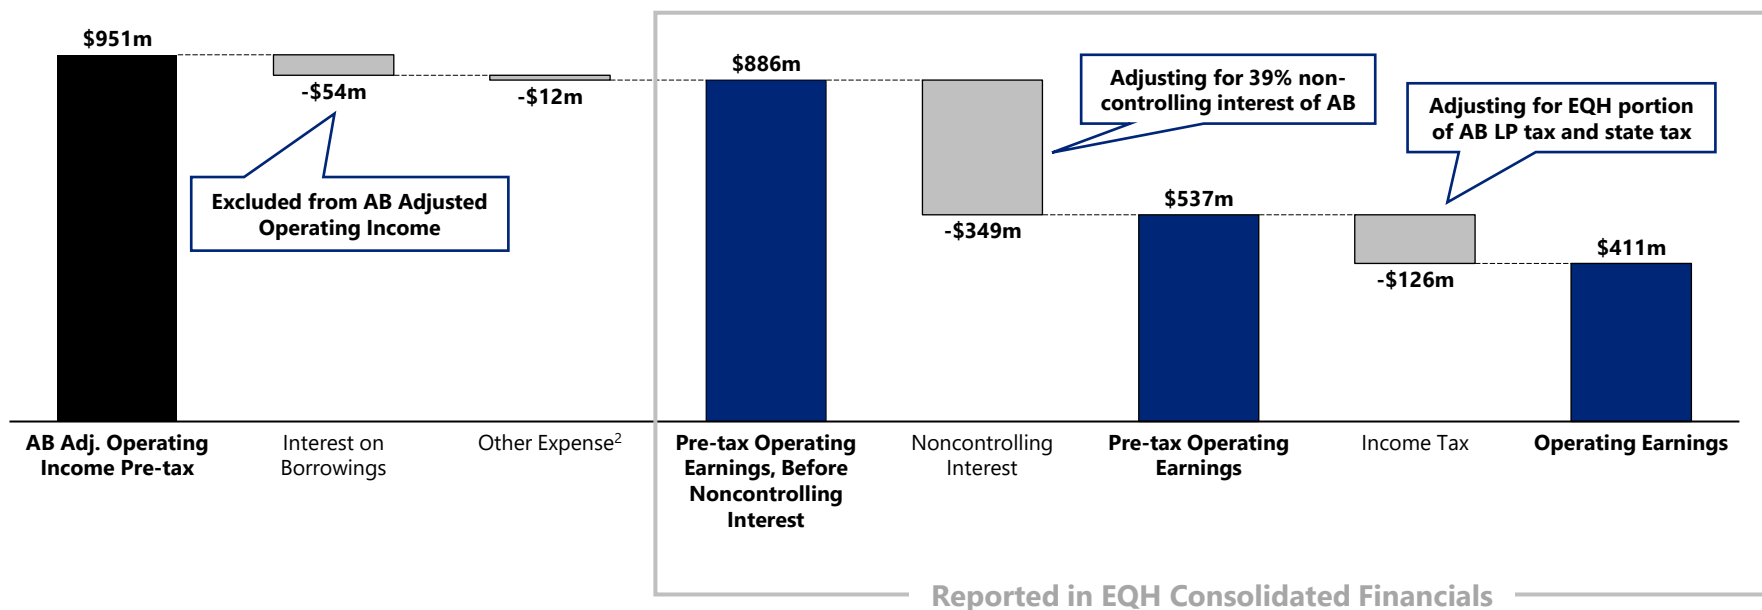 $951m
-$54m
-$12m
$886m
-$349m
$537m
-$126m
$411m
Excluded from AB Adjusted
Operating Income
Adjusting for 39% non-
controlling interest of AB
Adjusting for EQH portion
of AB LP tax and state tax
AB Adj. Operating
Income Pre-tax
Interest on
Borrowings
Other Expense²
Pre-tax Operating
Earnings, Before
Noncontrolling
Interest
Noncontrolling
Interest
Pre-tax Operating
Earnings
Income Tax
Operating Earnings
Reported in EQH Consolidated Financials